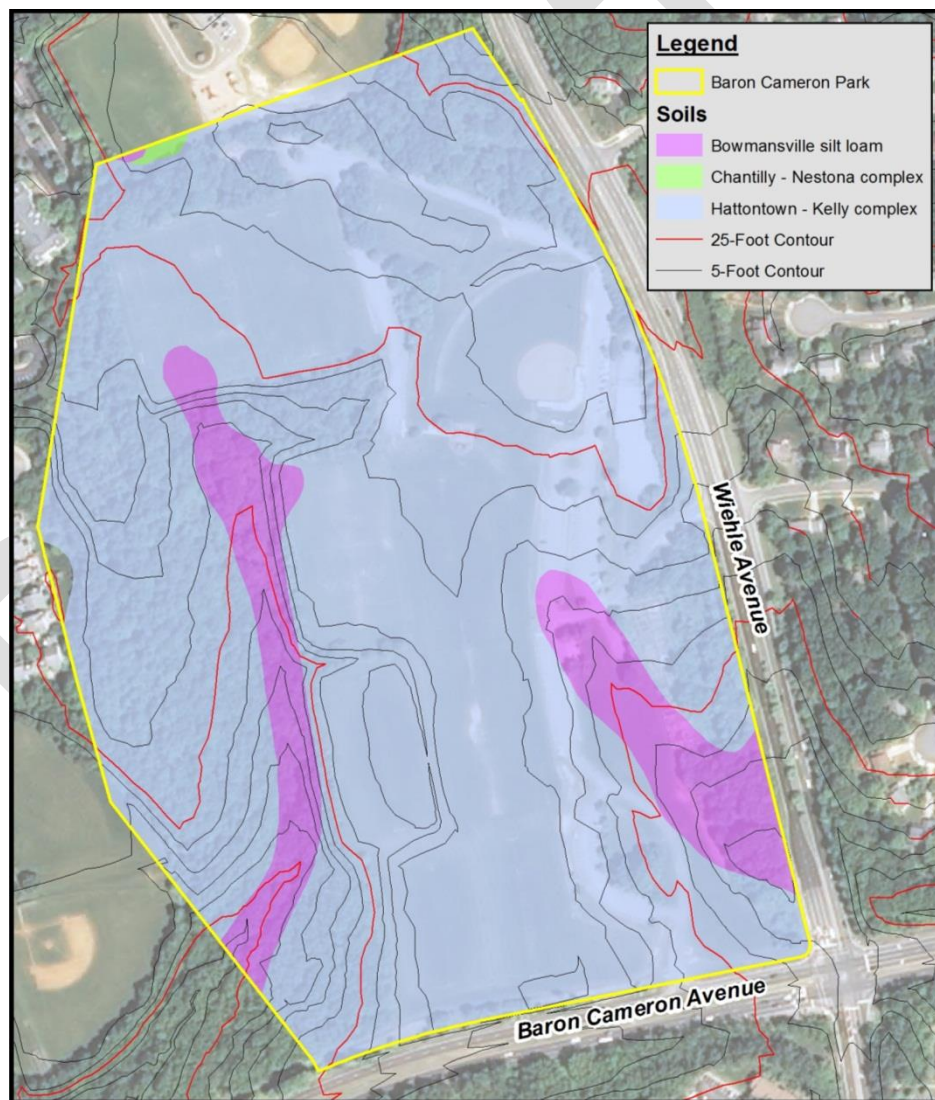 Legend
Baron Cameron Park
Soils
Bowmansville silt loam
Chantilly - Nestona complex
Hattontown - Kelly complex
25-Foot Contour
5-Foot Contour
Wiehle Avenue
Baron Cameron Avenue